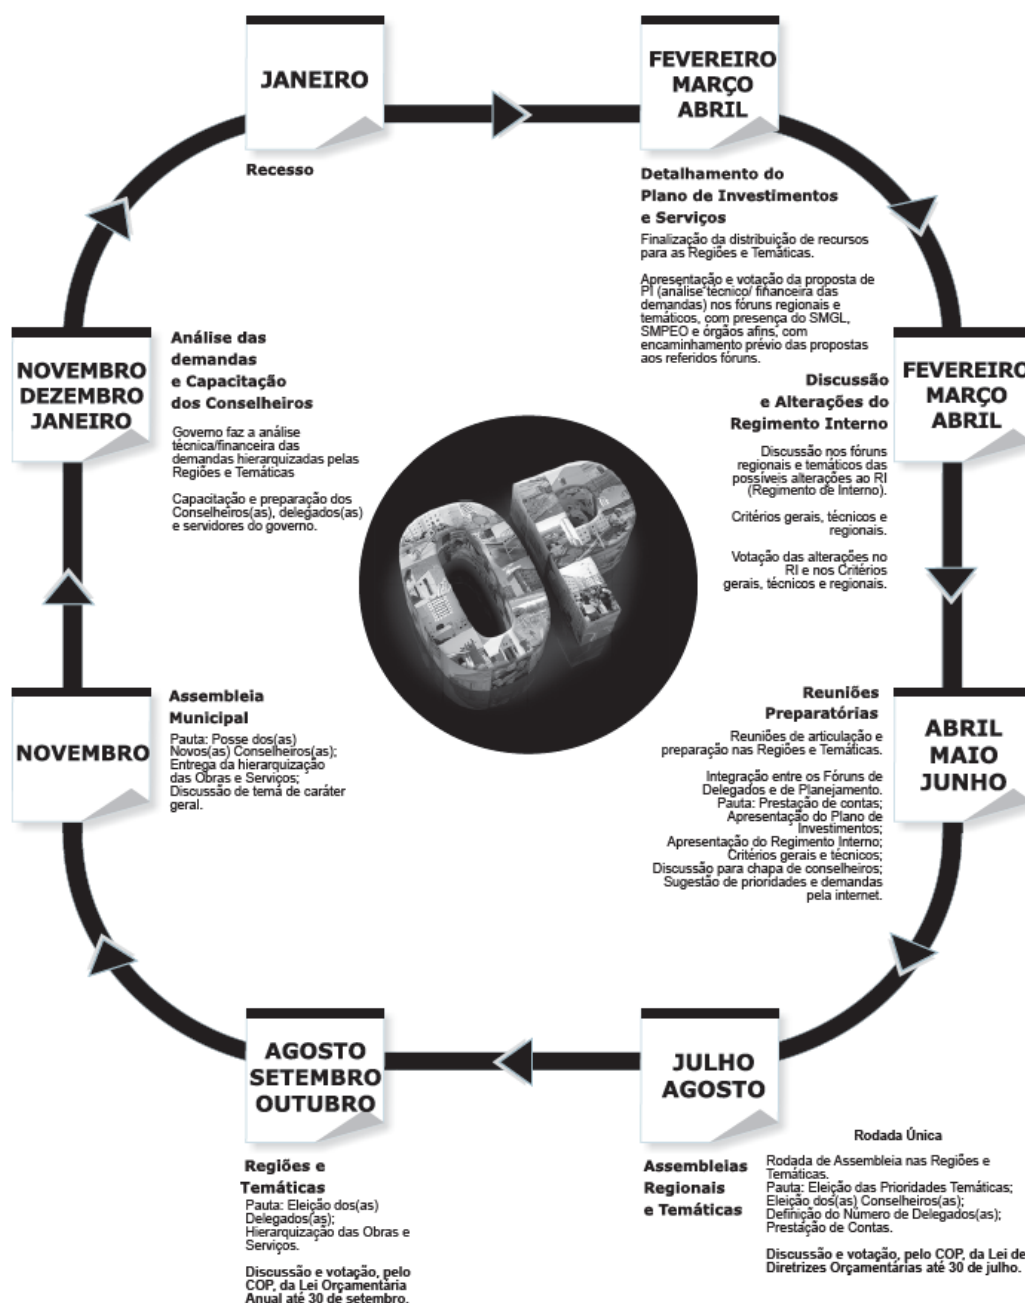 JANEIRO
Recesso
FEVEREIRO
MARÇO
ABRIL
Detalhamento do
Plano de Investimentos
e Serviços
Finalização da distribuição de recursos
para as Regiões e Temáticas.
Apresentação e votação da proposta de
PI (análise técnico/ financeira das
demandas) nos fóruns regionais e
temáticos, com presença do SMGL,
SMPEO e órgãos afins, com
encaminhamento prévio das propostas
aos referidos fóruns.
FEVEREIRO
MARÇO
ABRIL
Discussão
e Alterações do
Regimento Interno
Discussão nos fóruns
regionais e temáticos das
possíveis alterações ao RI
(Regimento de Interno).
Critérios gerais, técnicos e
regionais.
Votação das alterações no
RI e nos Critérios
gerais, técnicos e regionais.
ABRIL
MAIO
JUNHO
Reuniões
Preparatórias
Reuniões de articulação e
preparação nas Regiões e Temáticas.
Integração entre os Fóruns de
Delegados e de Planejamento.
Pauta: Prestação de contas;
Apresentação do Plano de
Investimentos;
Apresentação do Regimento Interno;
Critérios gerais e técnicos;
Discussão para chapa de conselheiros;
Sugestão de prioridades e demandas
pela internet.
JULHO
AGOSTO
Assembleias
Regionais
e Temáticas
Rodada Única
Rodada de Assembleia nas Regiões e
Temáticas.
Pauta: Eleição das Prioridades Temáticas;
Eleição dos(as) Conselheiros(as);
Definição do Número de Delegados(as);
Prestação de Contas.
Discussão e votação, pelo COP, da Lei de
Diretrizes Orçamentárias até 30 de julho.
AGOSTO
SETEMBRO
OUTUBRO
Regiões e
Temáticas
Pauta: Eleição dos(as)
Delegados(as);
Hierarquização das Obras e
Serviços.
Discussão e votação, pelo
COP, da Lei Orçamentária
Anual até 30 de setembro.
NOVEMBRO
Assembleia
Municipal
Pauta: Posse dos(as)
Novos(as) Conselheiros(as);
Entrega da hierarquização
das Obras e Serviços;
Discussão de tema de caráter
geral.
NOVEMBRO
DEZEMBRO
JANEIRO
Análise das
demandas
e Capacitação
dos Conselheiros
Governo faz a análise
técnica/financeira das
demandas hierarquizadas pelas
Regiões e Temáticas
Capacitação e preparação dos
Conselheiros(as), delegados(as)
e servidores do governo.
OP